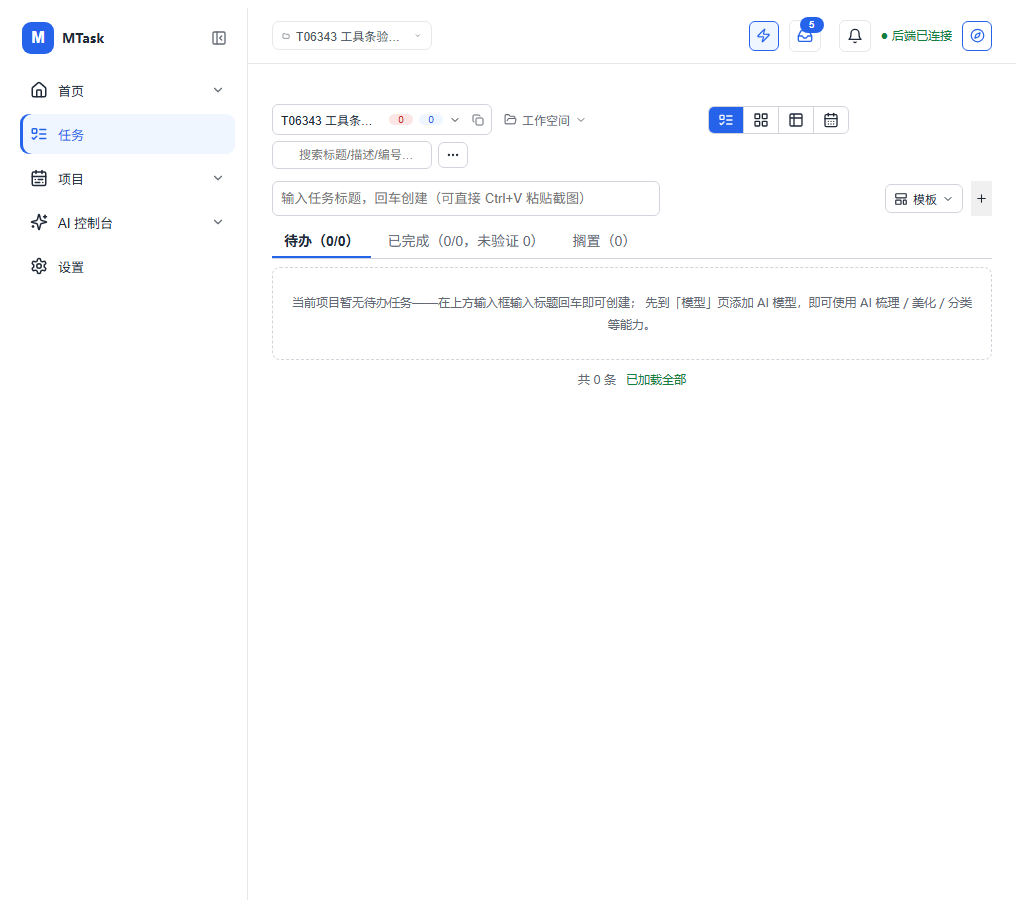 M MTask
T06343 工具条验...
5
后端已连接
首页
任务
项目
AI 控制台
设置
T06343 工具条... 0 0
工作空间
搜索标题/描述/编号...
输入任务标题，回车创建（可直接 Ctrl+V 粘贴截图）
模板
待办（0/0）
已完成（0/0，未验证 0）
搁置（0）
当前项目暂无待办任务——在上方输入框输入标题回车即可创建； 先到「模型」页添加 AI 模型，即可使用 AI 梳理 / 美化 / 分类
等能力。
共 0 条 已加载全部